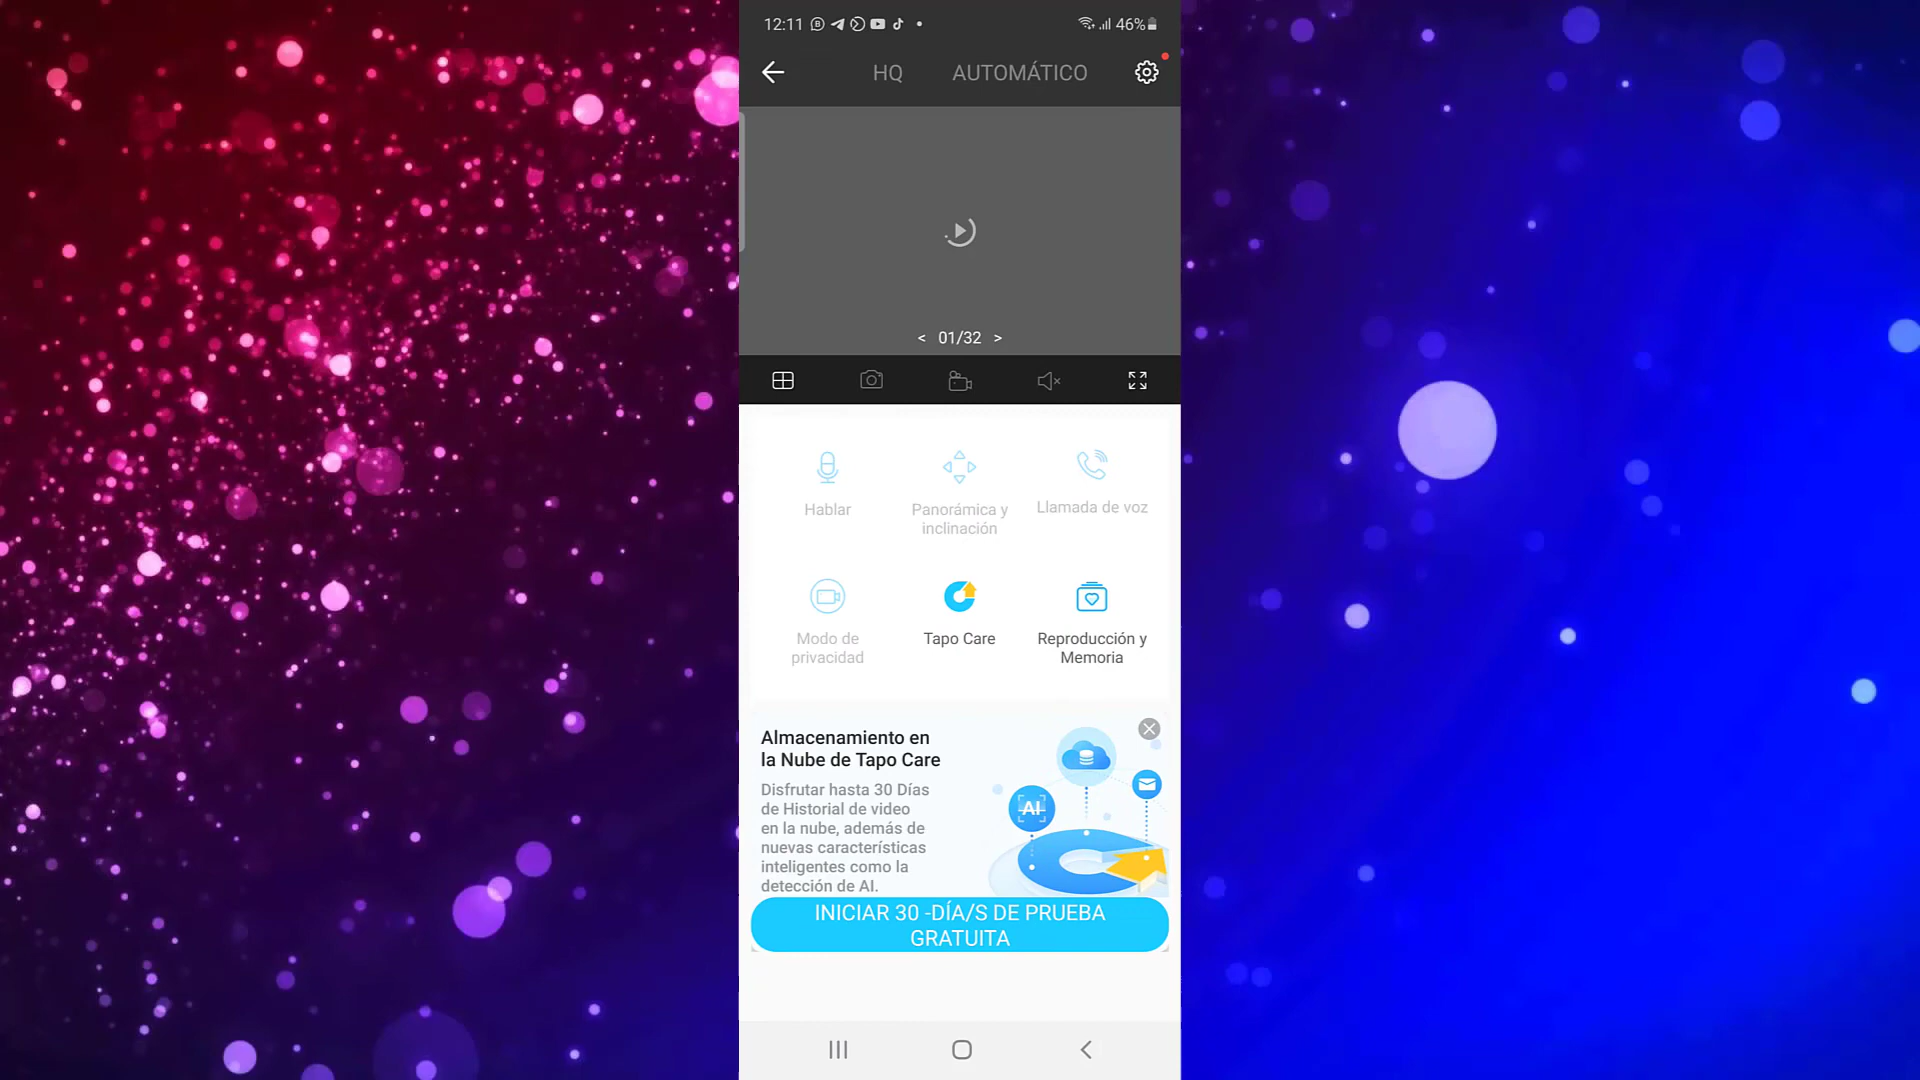 12:11
46%
HQ
AUTOMÁTICO
< 01/32 >
Hablar
Panorámica y
inclinación
Llamada de voz
Modo de
privacidad
Tapo Care
Reproducción y
Memoria
Almacenamiento en
la Nube de Tapo Care
Disfrutar hasta 30 Días
de Historial de video
en la nube, además de
nuevas características
inteligentes como la
detección de AI.
AI
INICIAR 30 -DÍA/S DE PRUEBA
GRATUITA